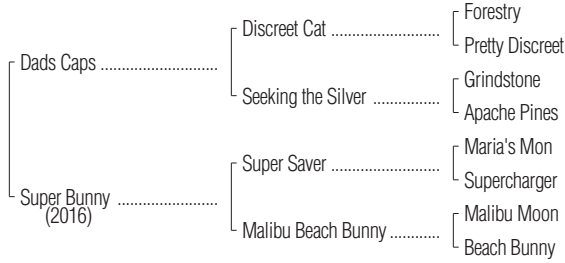 Forestry
Discreet Cat ............................
Pretty Discreet
Dads Caps ..............................
Grindstone
Seeking the Silver .................
Apache Pines
Maria's Mon
Super Saver ............................
Supercharger
Super Bunny ..........................
(2016)
Malibu Moon
Malibu Beach Bunny .............
Beach Bunny